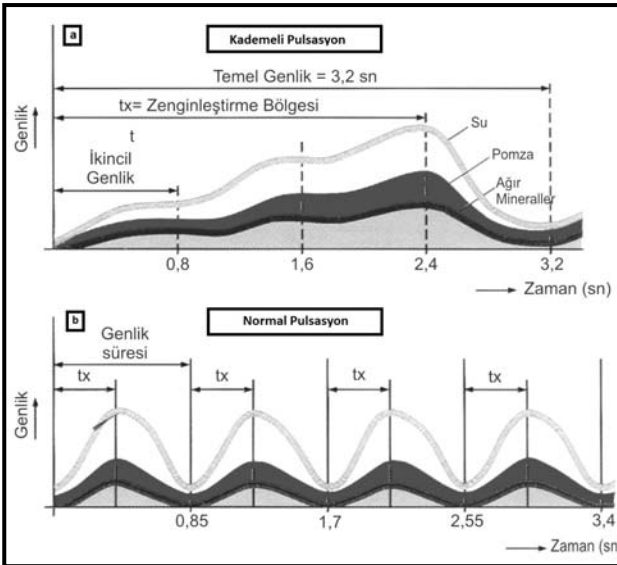 a
Kademeli Pulsasyon
Temel Genlik = 3,2 sn
tx= Zenginleştirme Bölgesi
t
İkincil
Genlik
Su
Pomza
Ağır
Mineraller
Genlik
0,8
1,6
2,4
3,2
Zaman (sn)
b
Normal Pulsasyon
Genlik
süresi
tx
tx
tx
tx
Genlik
0,85
1,7
2,55
3,4
Zaman (sn